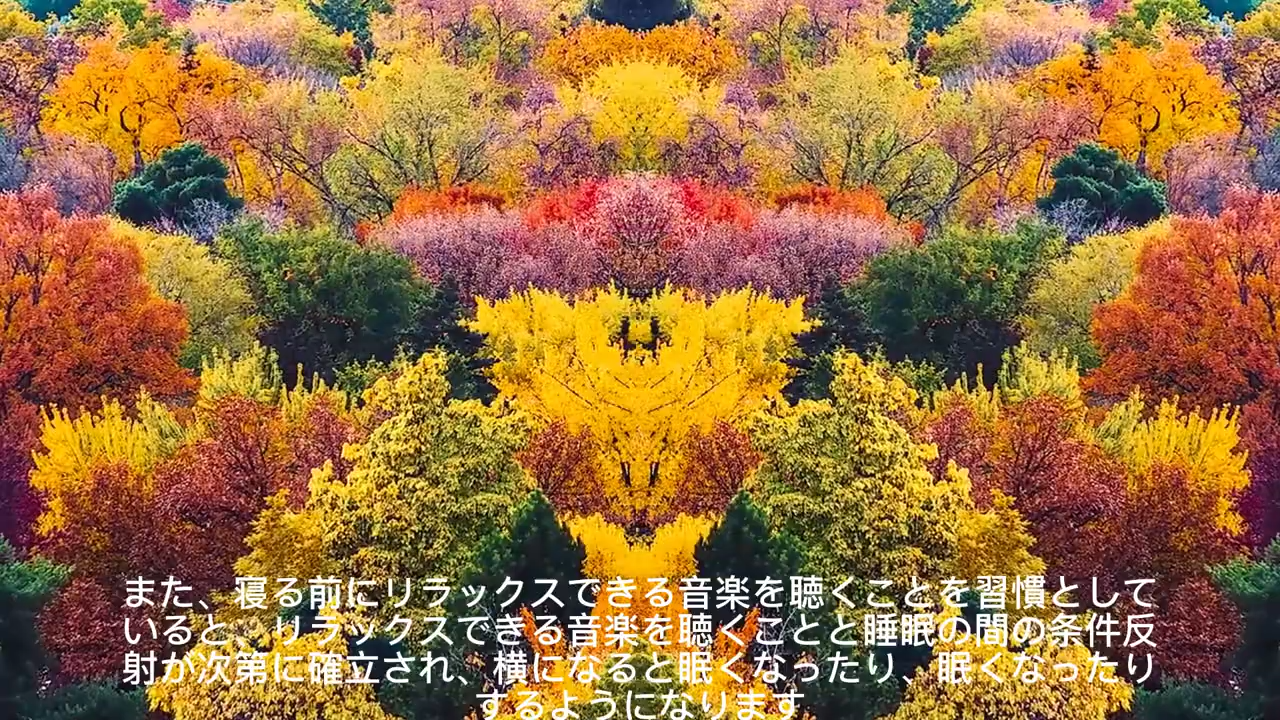 また、寝る前にリラックスできる音楽を聴くことを習慣として
いると、リラックスできる音楽を聴くことと睡眠の間の条件反
射が次第に確立され、横になると眠くなったり、眠くなったり
するようになります